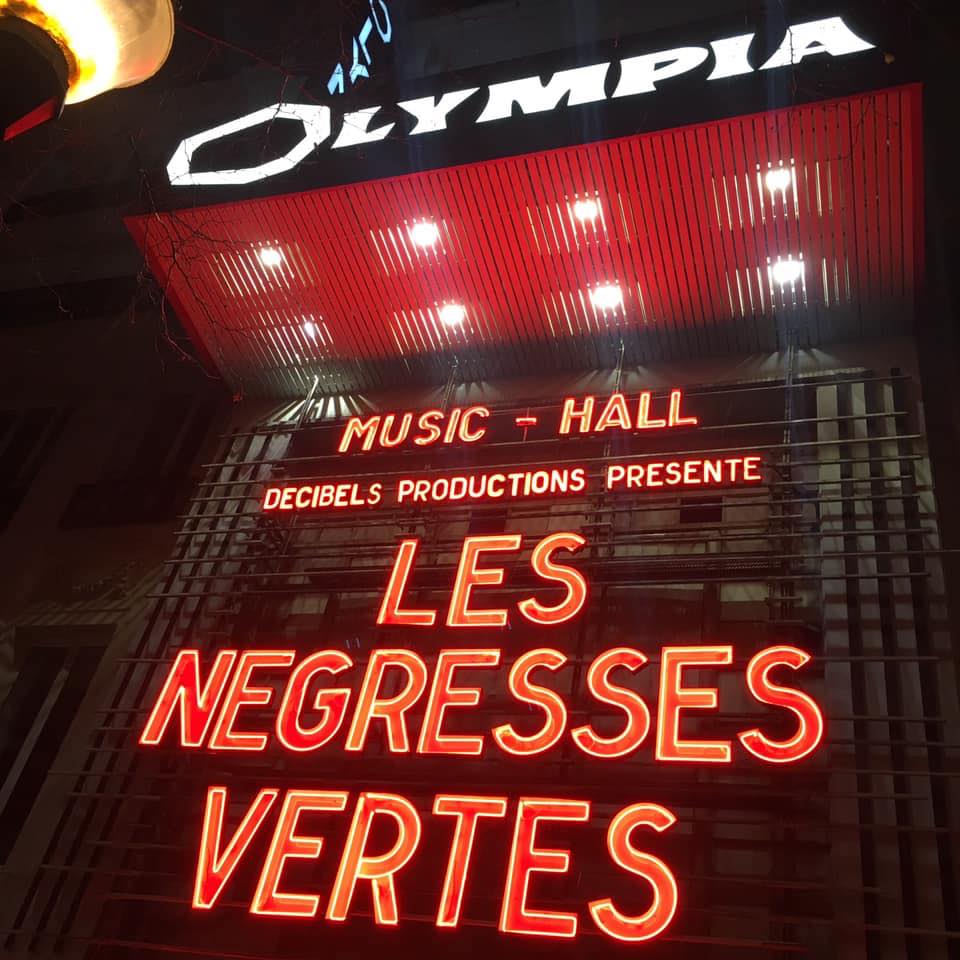 OLYMPIA
MUSIC - HALL
DECIBELS PRODUCTIONS PRESENTE
LES
NEGRESSES
VERTES